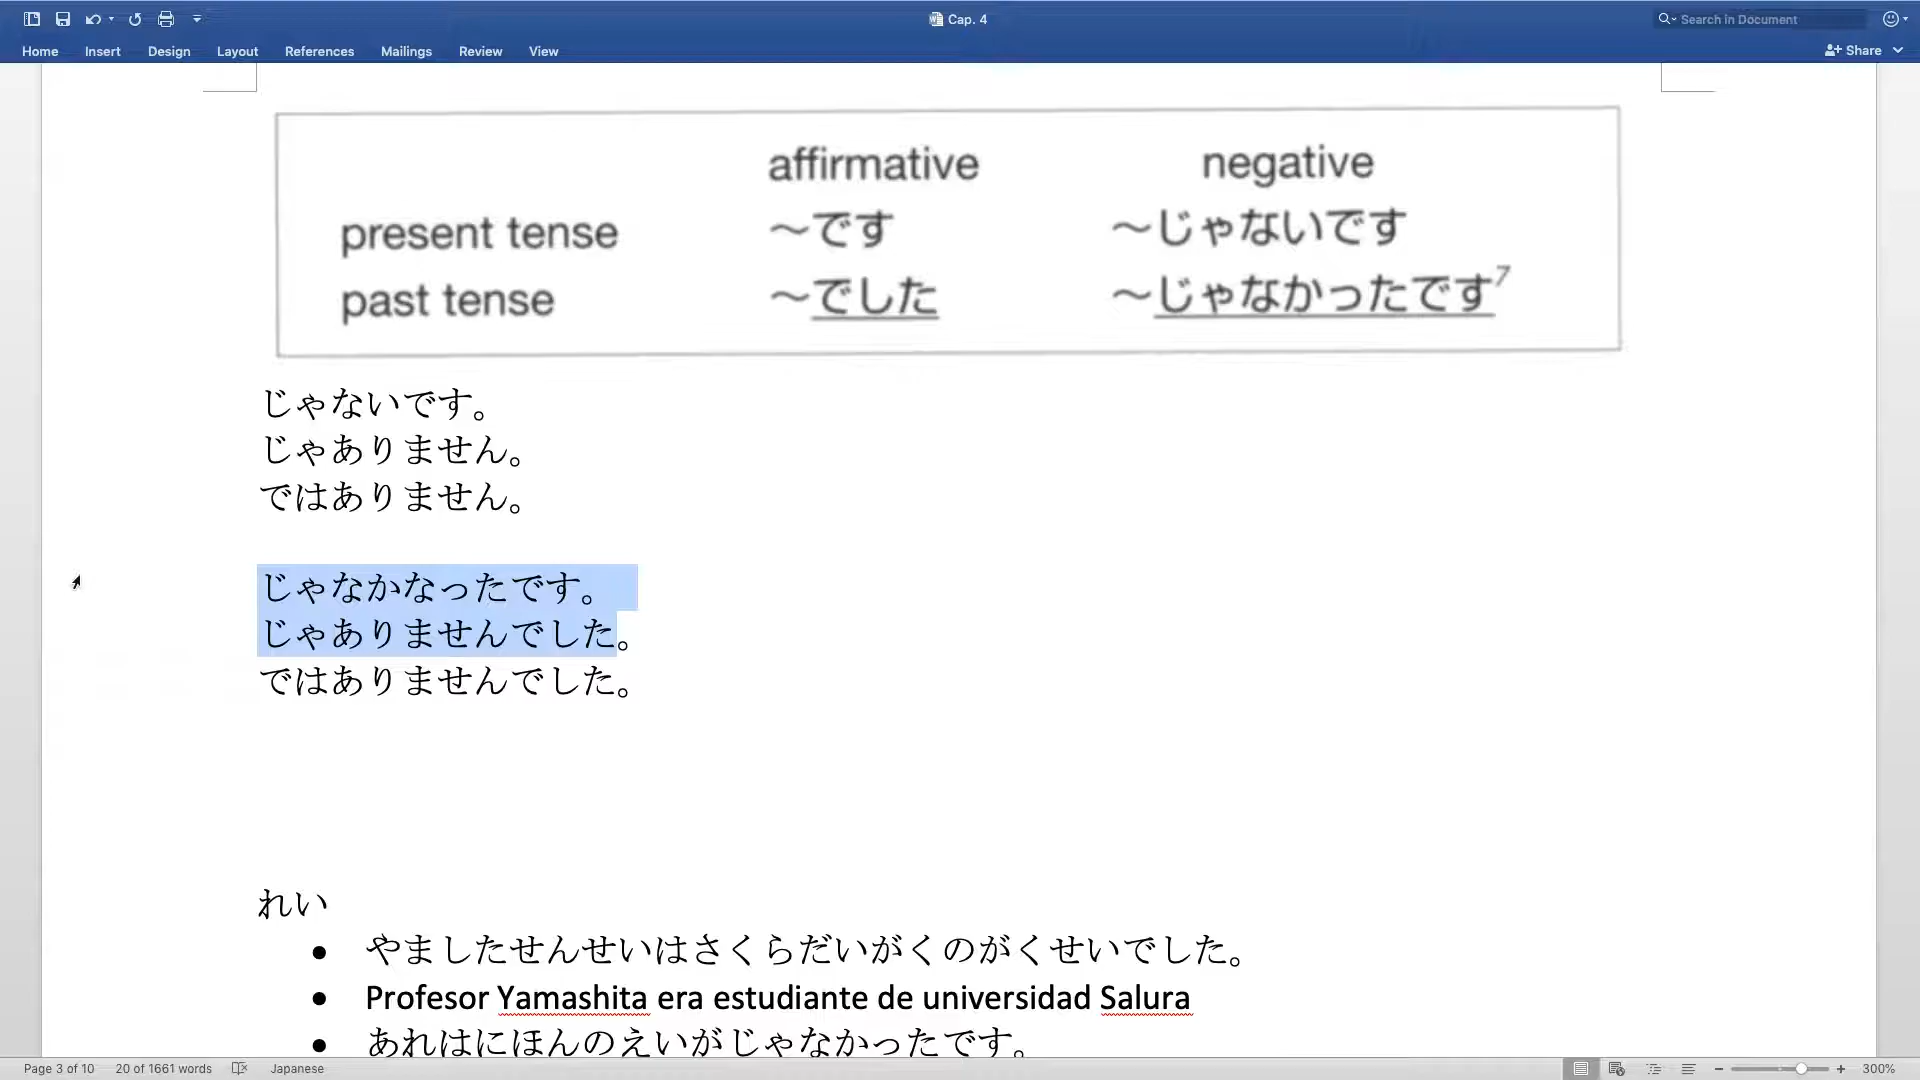 Cap. 4
Search in Document
Home Insert Design Layout References Mailings Review View
Share
affirmative negative
present tense ～です ～じゃないです
past tense ～でした ～じゃなかったです7
じゃないです。
じゃありません。
ではありません。
じゃなかなったです。
じゃありませんでした。
ではありませんでした。
れい
• やましたせんせいはさくらだいがくのがくせいでした。
• Profesor Yamashita era estudiante de universidad Salura
• あれはにほんのえいがじゃなかったです。
Page 3 of 10 20 of 1661 words Japanese 300%